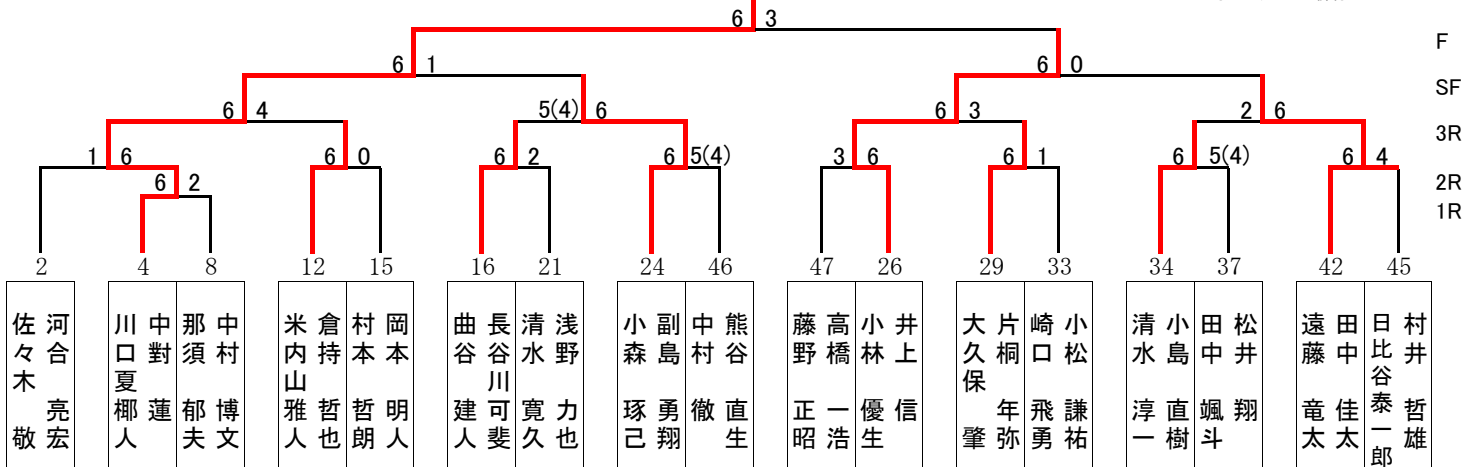 6 3
F
6 1
6 0
SF
6 4
5(4) 6
6 3
2 6
3R
1 6
6 0
6 2
6 5(4)
3 6
6 1
6 5(4)
6 4
2R
6 2
1R
2 4 8 12 15 16 21 24 46 47 26 29 33 34 37 42 45
河合 亮宏
佐々木 敬
中對 蓮
川口夏椰人
中村 博文
那須 郁夫
倉持 哲也
米内山雅人
岡本 明人
村本 哲朗
長谷川可斐
曲谷 建人
浅野 力也
清水 寛久
副島 勇翔
小森 琢己
熊谷 直生
中村 徹
高橋 一浩
藤野 正昭
井上 信
小林 優生
片桐 年弥
大久保 肇
小松 謙祐
崎口 飛勇
小島 直樹
清水 淳一
松井 翔
田中 颯斗
田中 佳太
遠藤 竜太
村井 哲雄
日比谷泰一郎